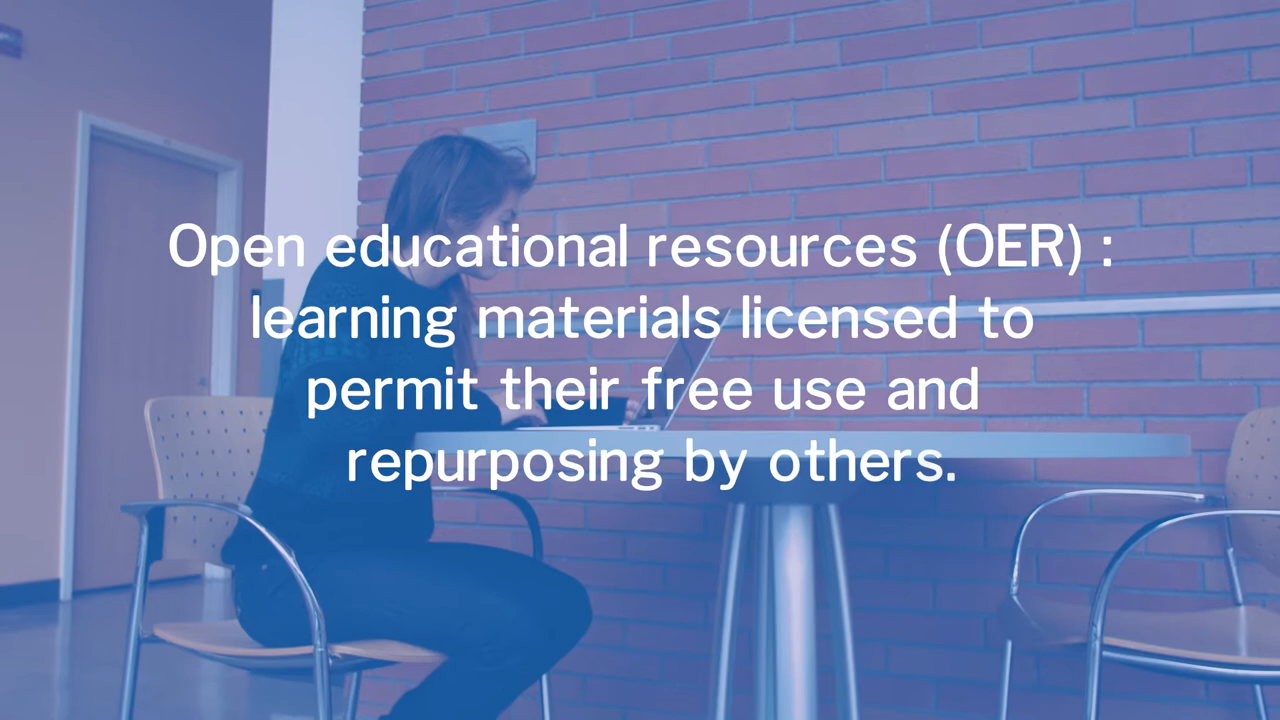 Open educational resources (OER) :
learning materials licensed to
permit their free use and
repurposing by others.